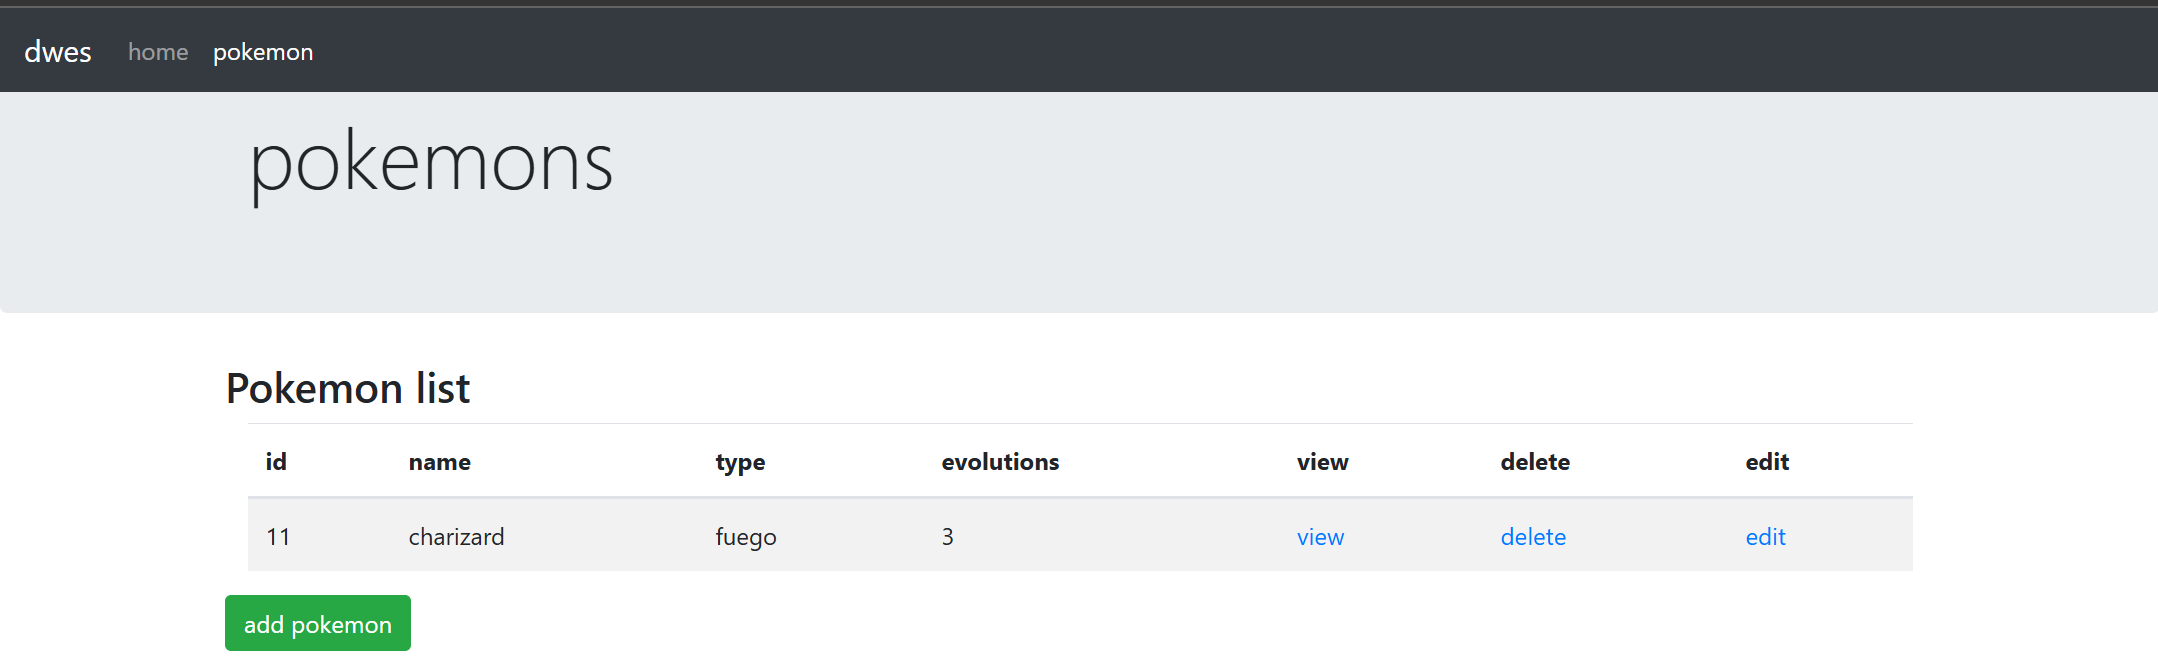 dwes home pokemon
pokemons
Pokemon list
id name type evolutions view delete edit
11 charizard fuego 3 view delete edit
add pokemon